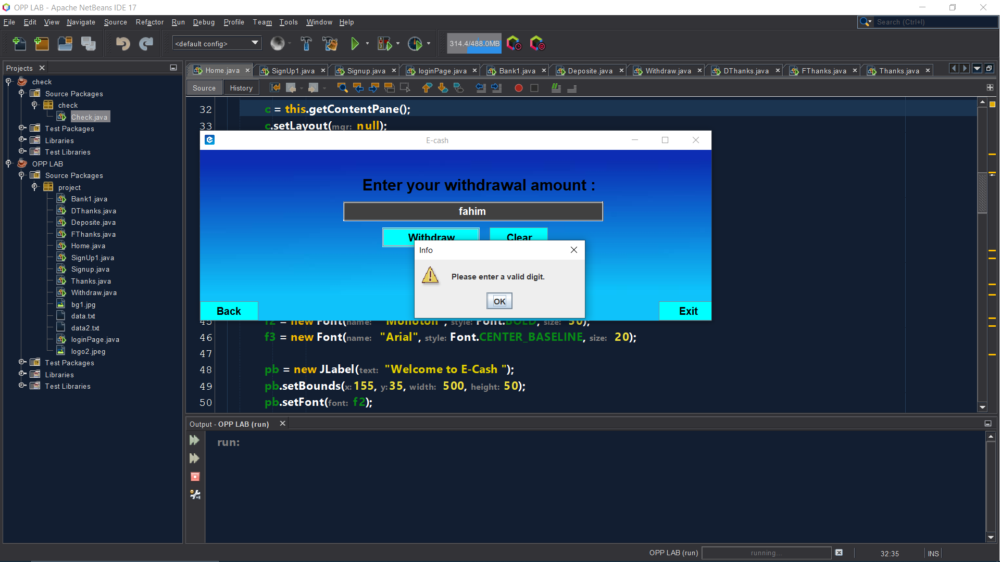 OPP LAB - Apache NetBeans IDE 17
File Edit View Navigate Source Refactor Run Debug Profile Team Tools Window Help
Search (Ctrl+I)
<default config>
314.4/488.0MB
Projects
Home.java SignUp1.java Signup.java loginPage.java Bank1.java Deposite.java Withdraw.java DThanks.java FThanks.java Thanks.java
Source History
check
Source Packages
check
Check.java
Test Packages
Libraries
Test Libraries
OPP LAB
Source Packages
project
Bank1.java
DThanks.java
Deposite.java
FThanks.java
Home.java
SignUp1.java
Signup.java
Thanks.java
Withdraw.java
bg1.jpg
data.txt
data2.txt
loginPage.java
logo2.jpeg
Test Packages
Libraries
Test Libraries
32 c = this.getContentPane();
33 c.setLayout(mgr: null);
E-cash
Enter your withdrawal amount :
fahim
Withdraw Clear
Info
Please enter a valid digit.
OK
Back Exit
45 f2 = new Font(name: "Monoton", style: Font.BOLD, size: 50);
46 f3 = new Font(name: "Arial", style: Font.CENTER_BASELINE, size: 20);
47
48 pb = new JLabel(text: "Welcome to E-Cash ");
49 pb.setBounds(x: 155, y: 35, width: 500, height: 50);
50 pb.setFont(font: f2);
Output - OPP LAB (run)
run:
OPP LAB (run) running... 32:35 INS